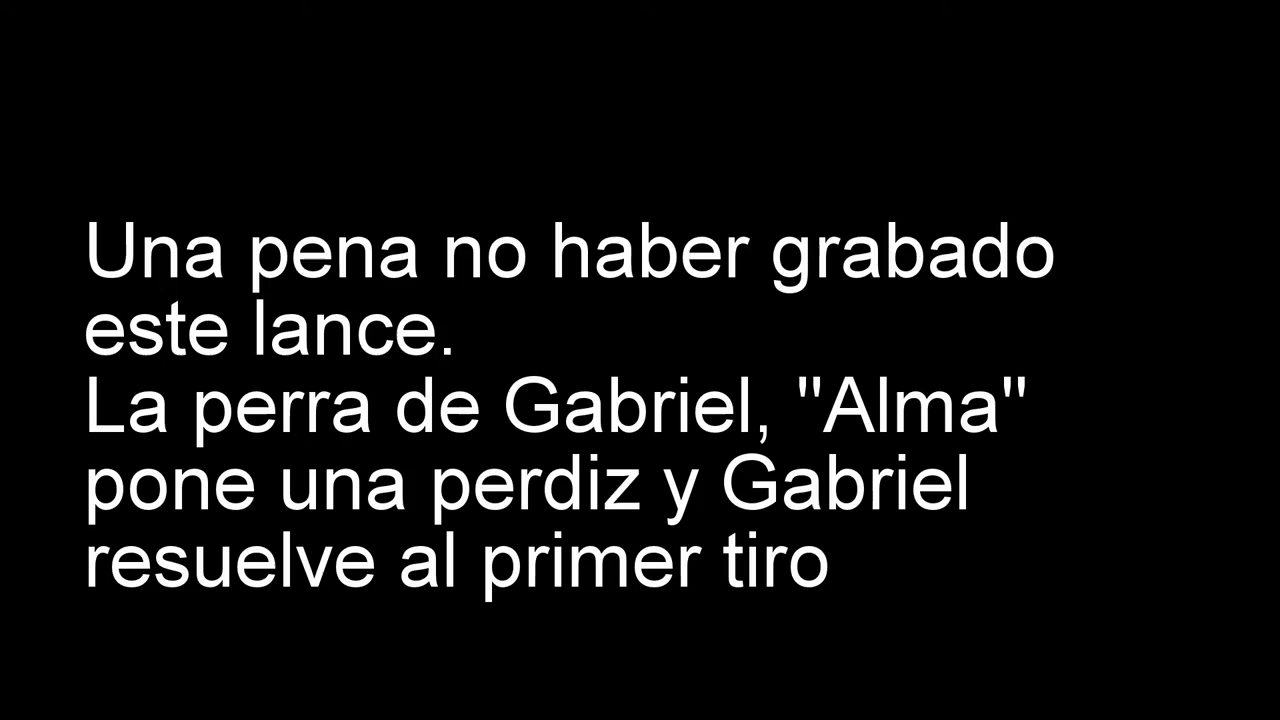 Una pena no haber grabado
este lance.
La perra de Gabriel, "Alma"
pone una perdiz y Gabriel
resuelve al primer tiro